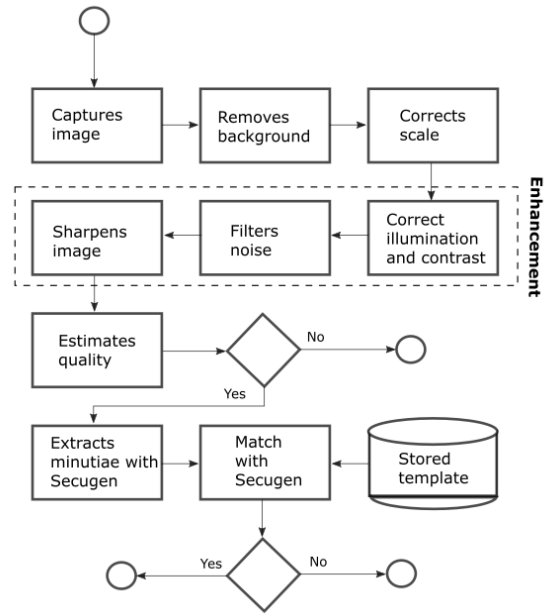 Captures
image
Removes
background
Corrects
scale
Enhancement
Sharpens
image
Filters
noise
Correct
illumination
and contrast
Estimates
quality
No
Yes
Extracts
minutiae with
Secugen
Match
with
Secugen
Stored
template
Yes
No